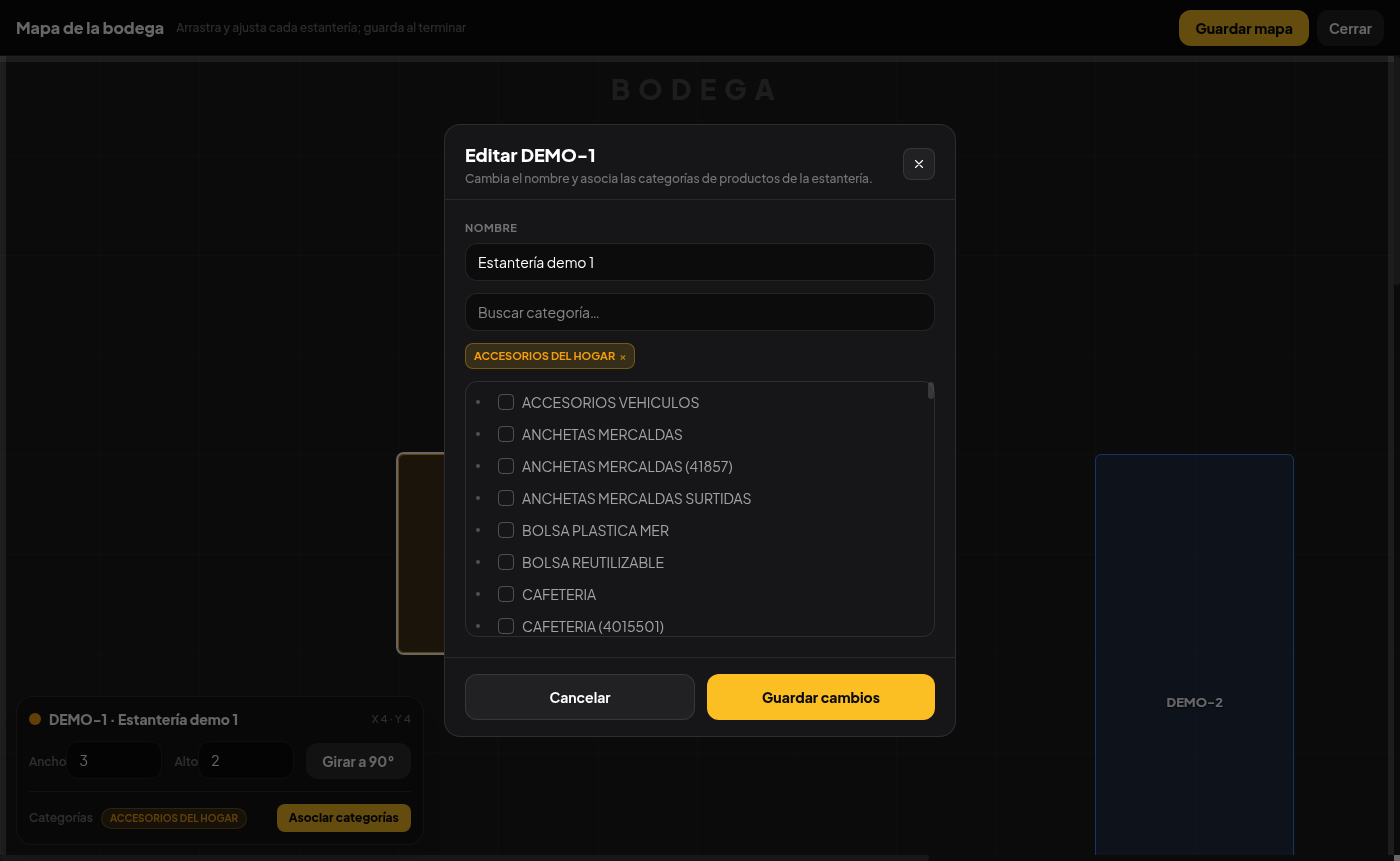 Mapa de la bodega Arrastra y ajusta cada estantería; guarda al terminar Guardar mapa Cerrar
BODEGA
Editar DEMO-1
Cambia el nombre y asocia las categorías de productos de la estantería.
×
NOMBRE
Estantería demo 1
Buscar categoría...
ACCESORIOS DEL HOGAR ×
ACCESORIOS VEHICULOS
ANCHETAS MERCALDAS
ANCHETAS MERCALDAS (41857)
ANCHETAS MERCALDAS SURTIDAS
BOLSA PLASTICA MER
BOLSA REUTILIZABLE
CAFETERIA
CAFETERIA (4015501)
Cancelar Guardar cambios
DEMO-2
DEMO-1 · Estantería demo 1 X 4 · Y 4
Ancho 3 Alto 2 Girar a 90°
Categorías ACCESORIOS DEL HOGAR Asociar categorías